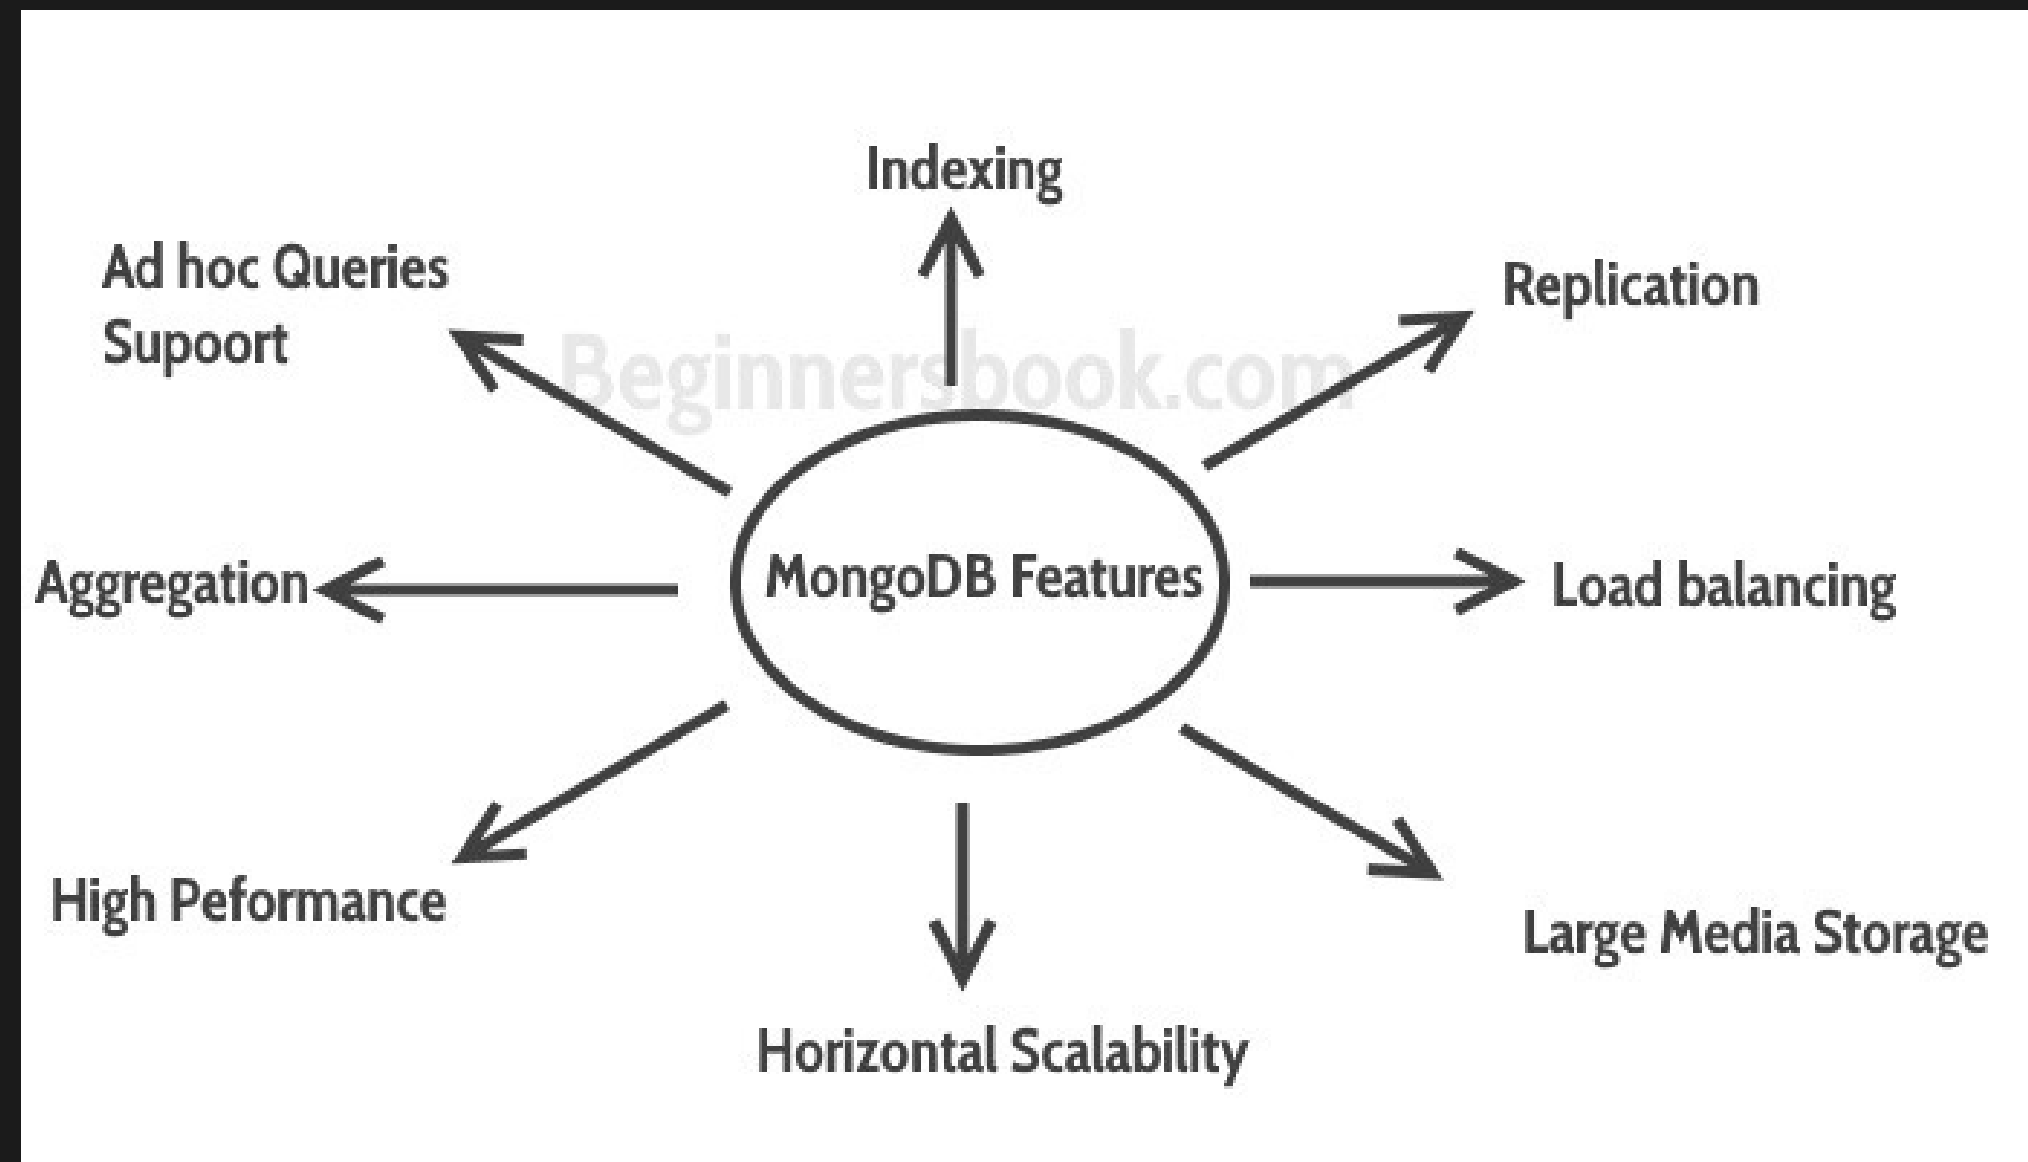 Indexing
Ad hoc Queries
Supoort
Replication
Beginnersbook.com
MongoDB Features
Aggregation
Load balancing
High Peformance
Large Media Storage
Horizontal Scalability